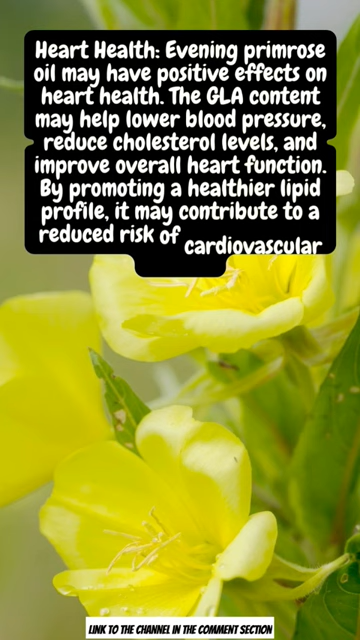 Heart Health: Evening primrose
oil may have positive effects on
heart health. The GLA content
may help lower blood pressure,
reduce cholesterol levels, and
improve overall heart function.
By promoting a healthier lipid
profile, it may contribute to a
reduced risk of cardiovascular
LINK TO THE CHANNEL IN THE COMMENT SECTION